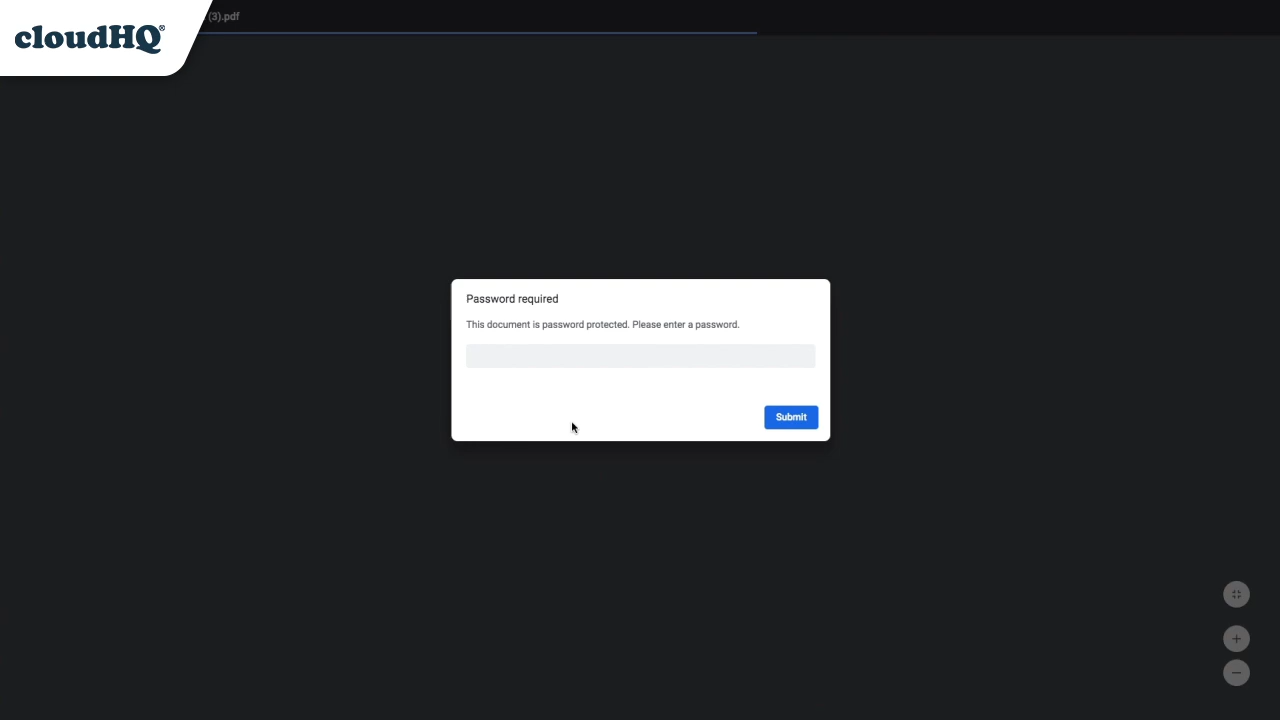 cloudHQ®
(3).pdf
Password required
This document is password protected. Please enter a password.
Submit